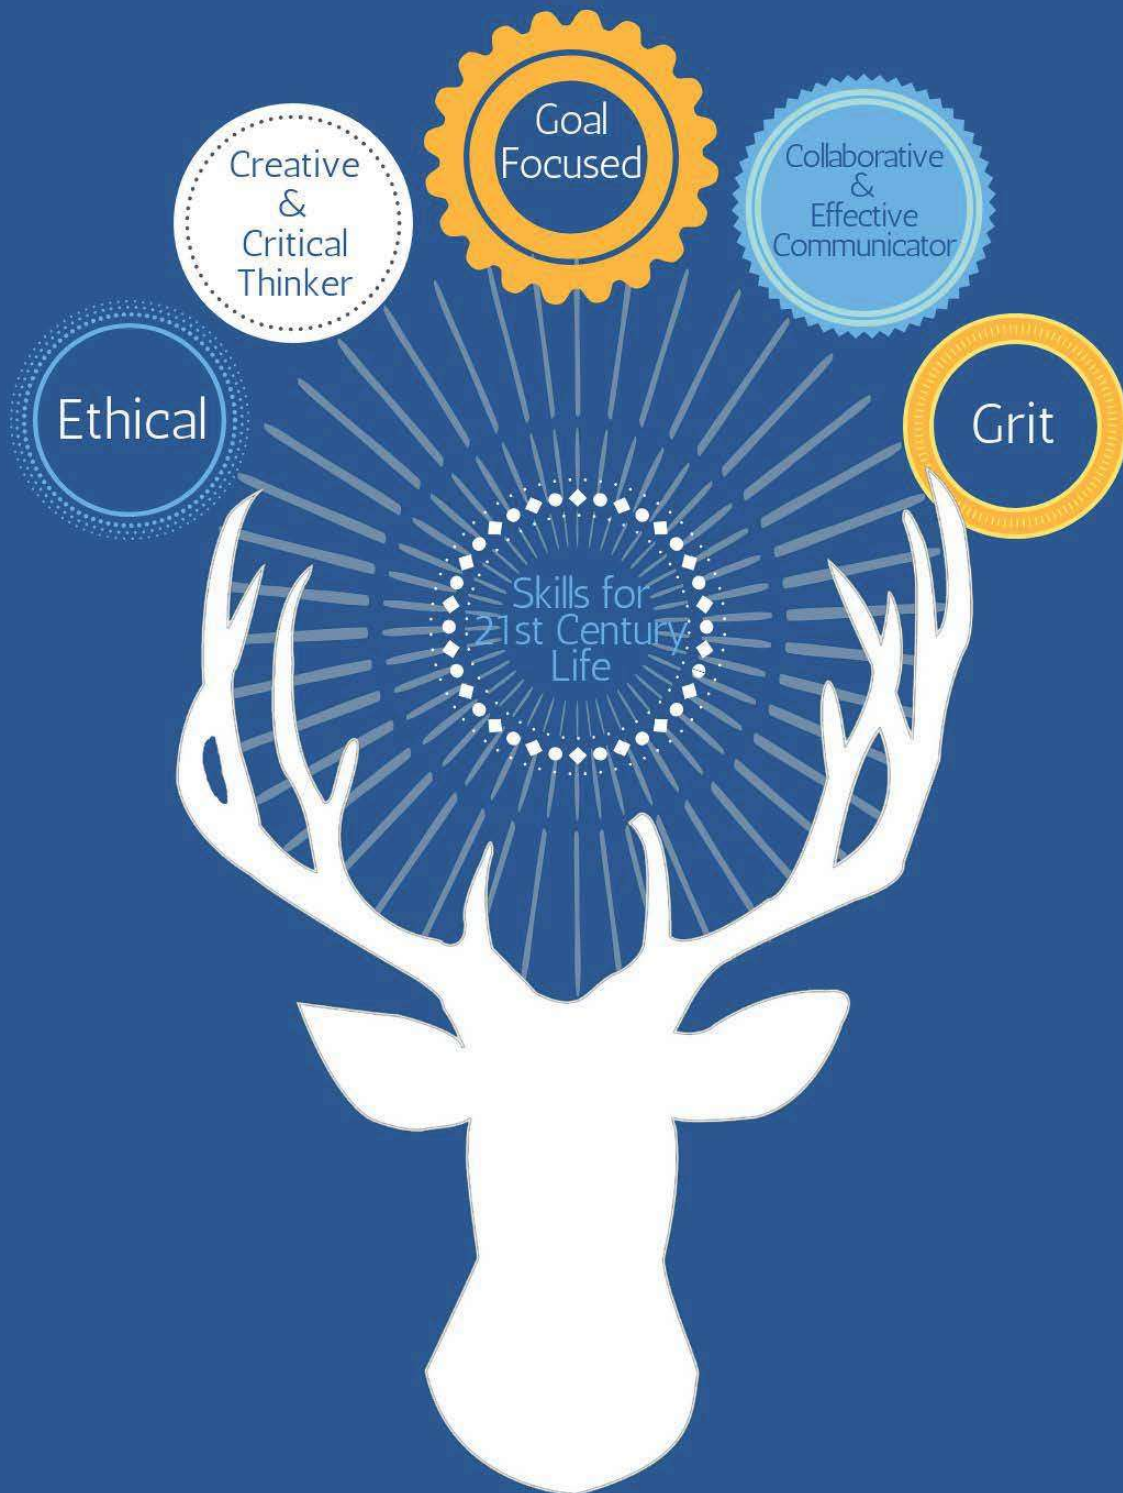 Goal
Focused
Creative
&
Critical
Thinker
Collaborative
&
Effective
Communicator
Ethical
Grit
Skills for
21st Century
Life